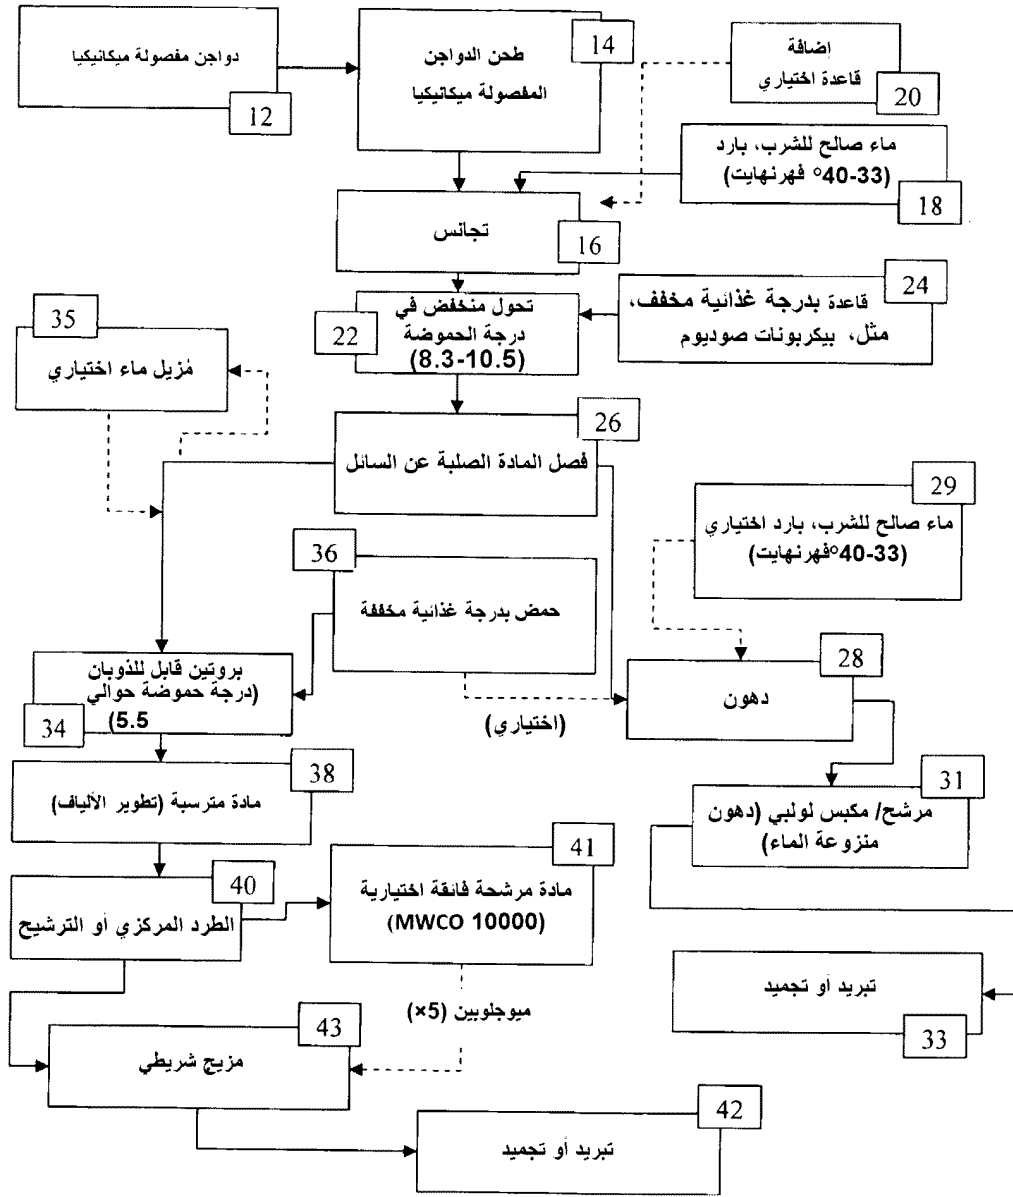 دواجن مفصولة ميكانيكيا
12
طحن الدواجن
المفصولة ميكانيكيا
14
إضافة
قاعدة اختياري
20
ماء صالح للشرب، بارد
(33-40° فهرنهايت)
18
تجانس
16
تحول منخفض في
درجة الحموضة
(8.3-10.5)
22
قاعدة بدرجة غذائية مخفف،
مثل، بيكربونات صوديوم
24
35
مُزيل ماء اختياري
26
فصل المادة الصلبة عن السائل
29
ماء صالح للشرب، بارد اختياري
(33-40°فهرنهايت)
36
حمض بدرجة غذائية مخففة
28
دهون
(اختياري)
بروتين قابل للذوبان
(درجة حموضة حوالي
5.5)
34
38
مادة مترسبة (تطوير الألياف)
31
مرشح/ مكبس لولبي (دهون
منزوعة الماء)
40
الطرد المركزي أو الترشيح
41
مادة مرشحة فائقة اختيارية
(MWCO 10000)
تبريد أو تجميد
33
ميوجلوبين (5×)
43
مزيج شريطي
42
تبريد أو تجميد